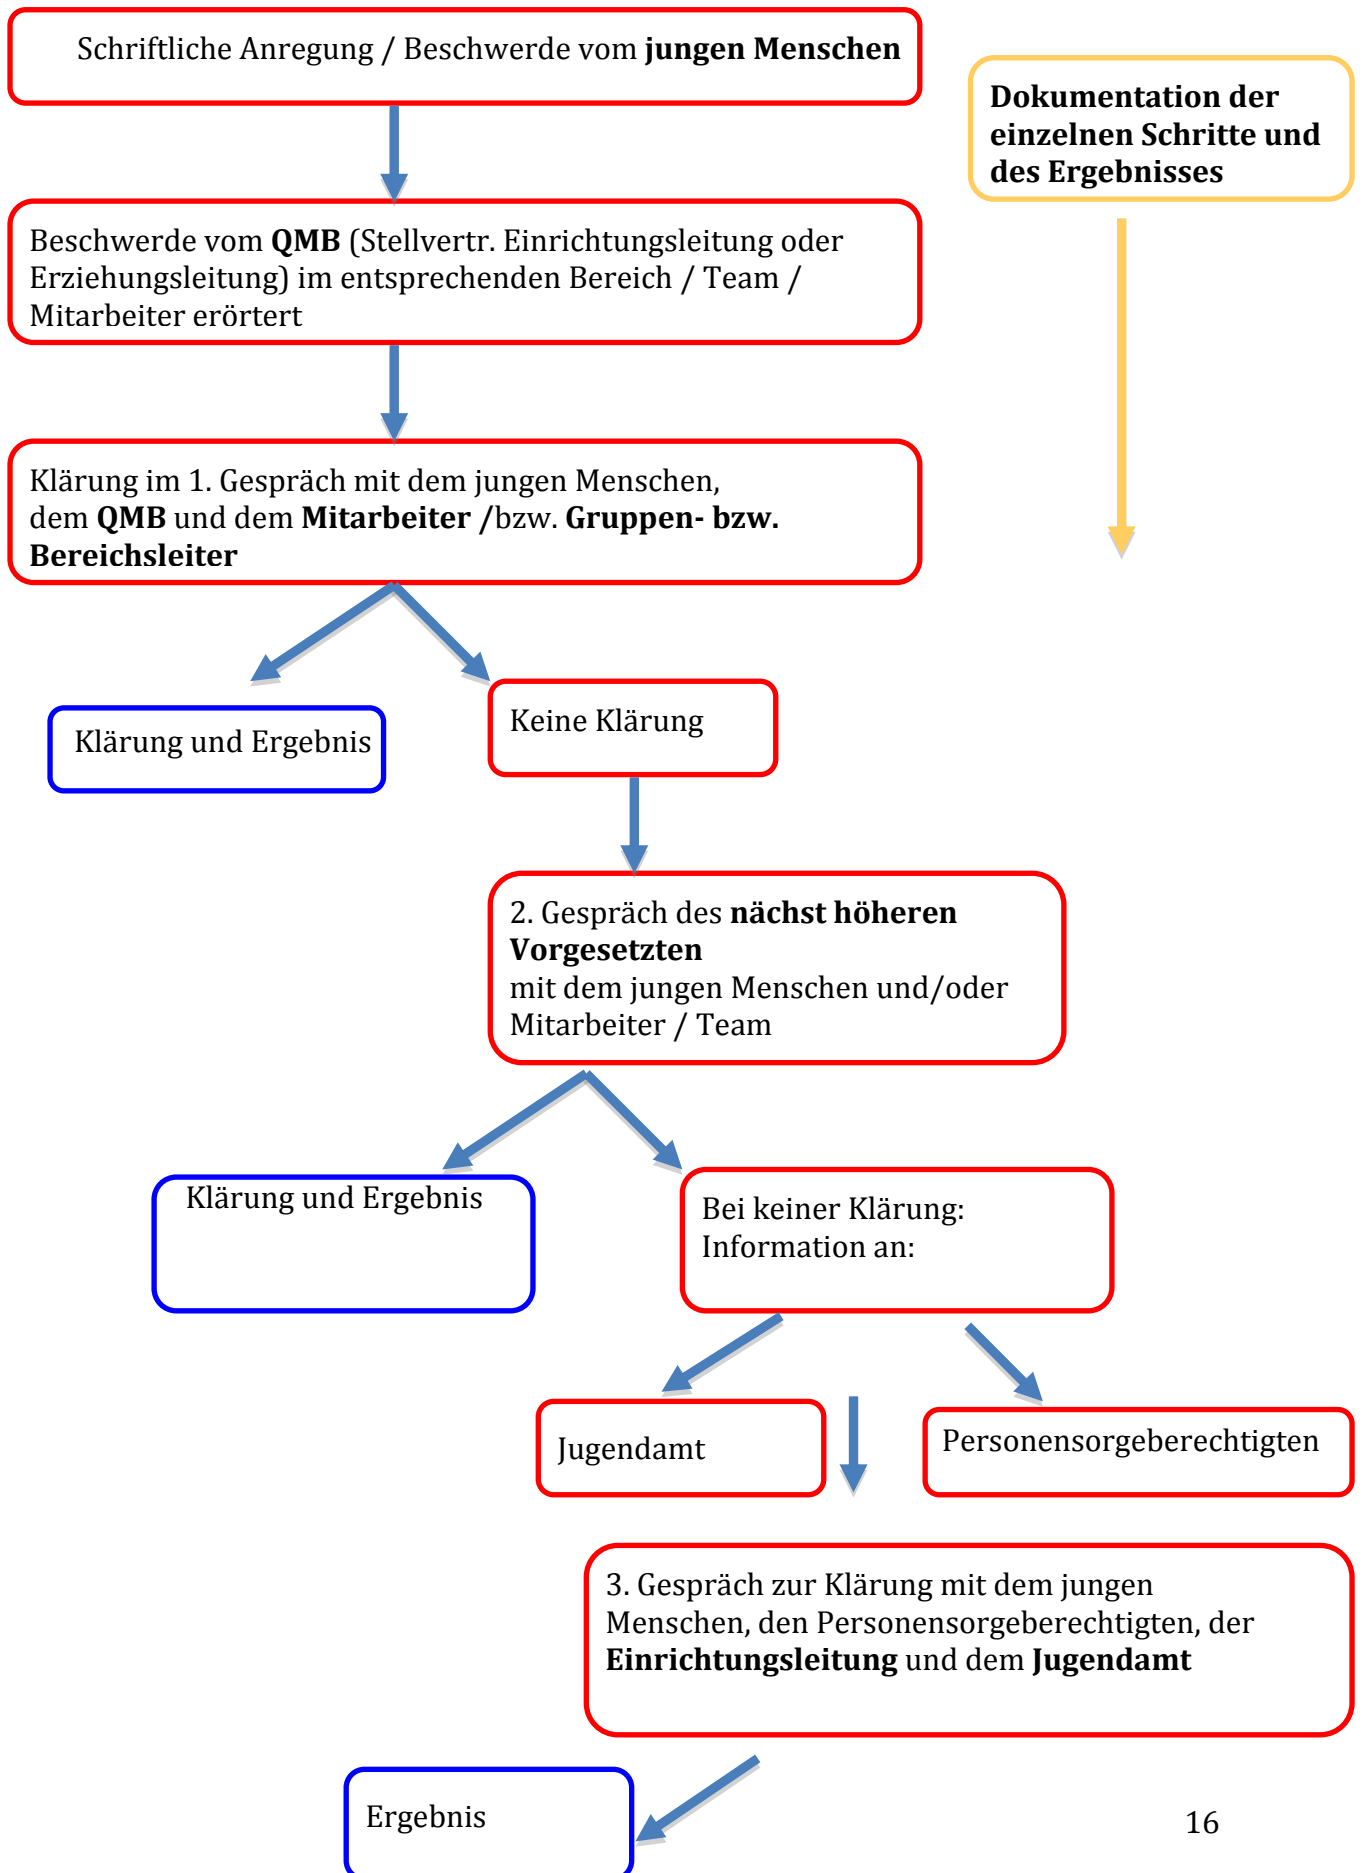 Schriftliche Anregung / Beschwerde vom jungen Menschen
Dokumentation der
einzelnen Schritte und
des Ergebnisses
Beschwerde vom QMB (Stellvertr. Einrichtungsleitung oder
Erziehungsleitung) im entsprechenden Bereich / Team /
Mitarbeiter erörtert
Klärung im 1. Gespräch mit dem jungen Menschen,
dem QMB und dem Mitarbeiter /bzw. Gruppen- bzw.
Bereichsleiter
Klärung und Ergebnis
Keine Klärung
2. Gespräch des nächst höheren
Vorgesetzten
mit dem jungen Menschen und/oder
Mitarbeiter / Team
Klärung und Ergebnis
Bei keiner Klärung:
Information an:
Jugendamt
Personensorgeberechtigten
3. Gespräch zur Klärung mit dem jungen
Menschen, den Personensorgeberechtigten, der
Einrichtungsleitung und dem Jugendamt
Ergebnis
16